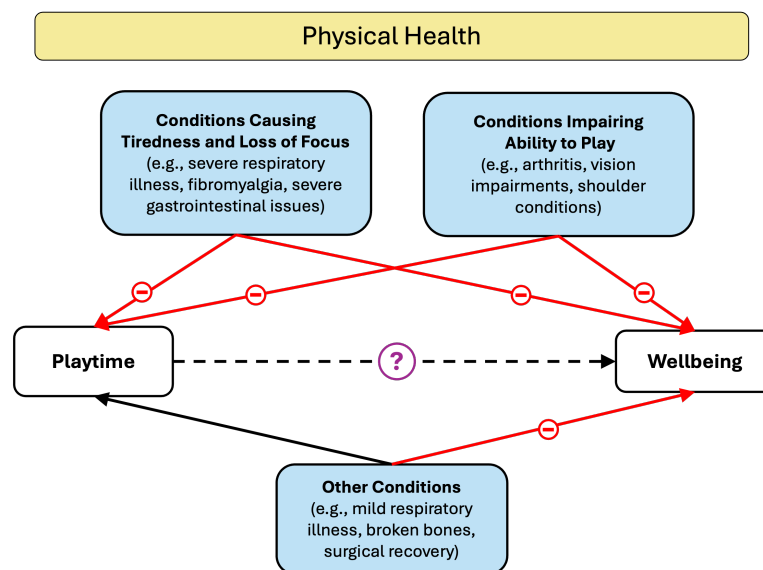 Physical Health
Conditions Causing
Tiredness and Loss of Focus
(e.g., severe respiratory
illness, fibromyalgia, severe
gastrointestinal issues)
Conditions Impairing
Ability to Play
(e.g., arthritis, vision
impairments, shoulder
conditions)
Playtime
?
Wellbeing
Other Conditions
(e.g., mild respiratory
illness, broken bones,
surgical recovery)